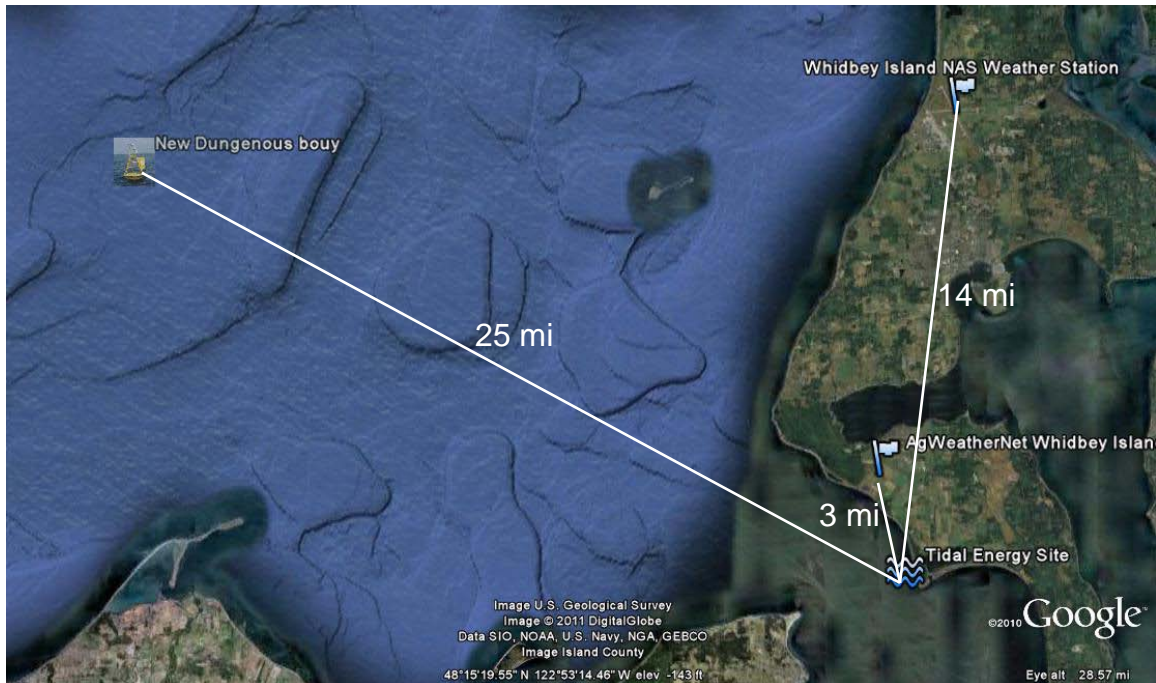 Whidbey Island NAS Weather Station
New Dungenous bouy
14 mi
25 mi
AgWeatherNet Whidbey Island
3 mi
Tidal Energy Site
Image U.S. Geological Survey
Image © 2011 DigitalGlobe
Data SIO, NOAA, U.S. Navy, NGA, GEBCO
Image Island County
©2010 Google
48°15'19.55" N 122°53'14.46" W elev -143 ft
Eye alt 28.57 mi